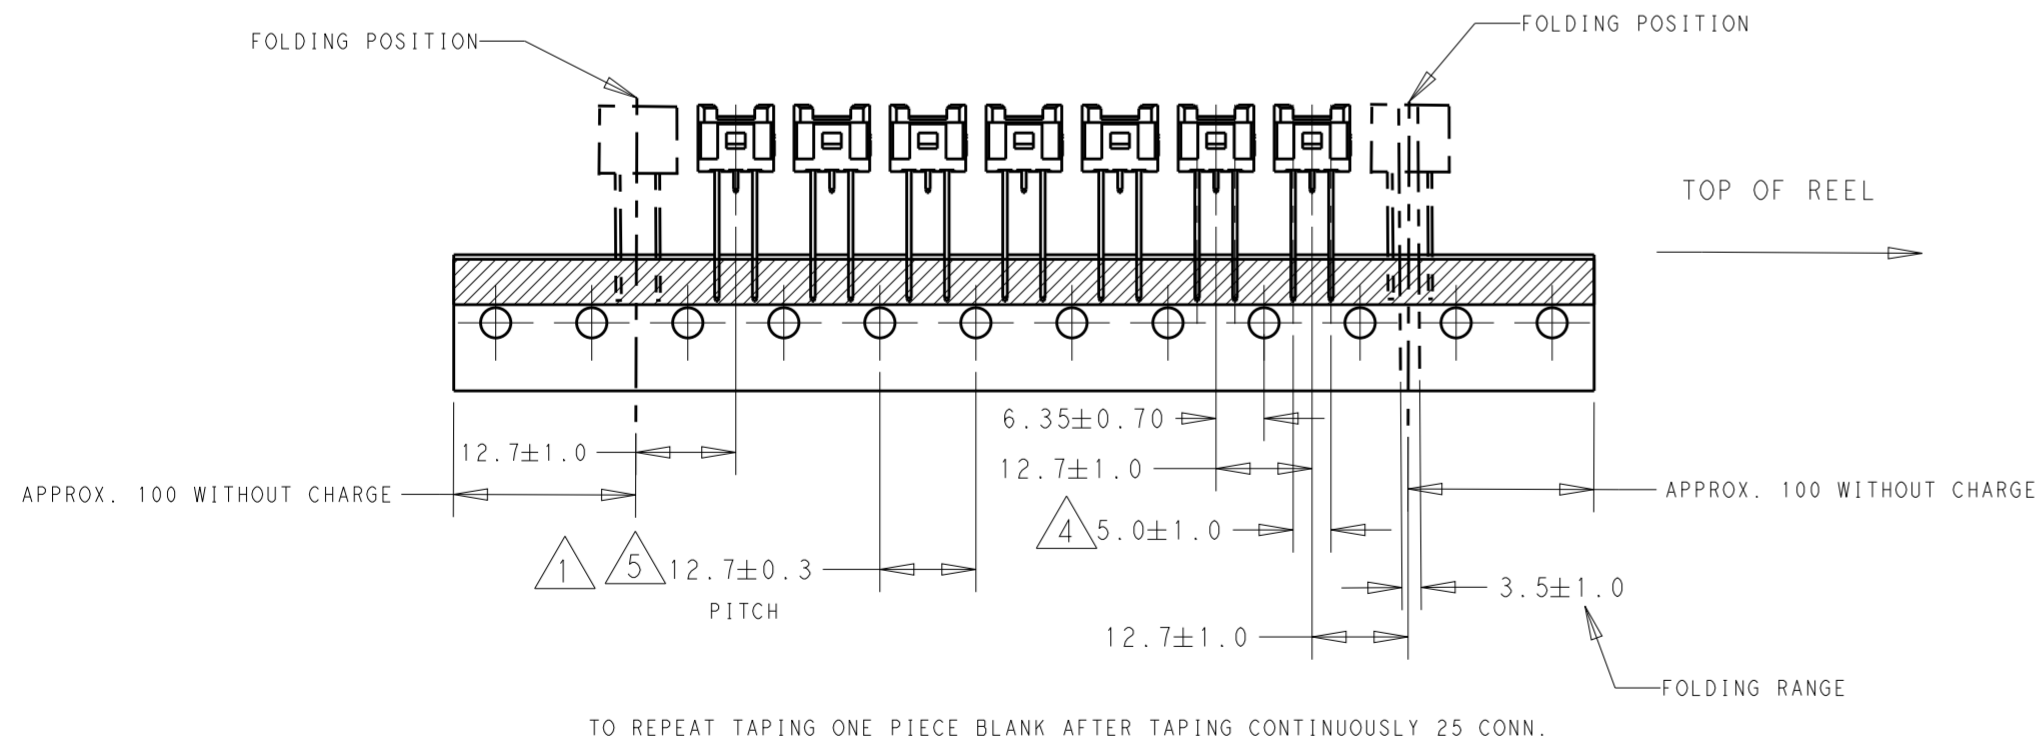 FOLDING POSITION
FOLDING POSITION
TOP OF REEL
6.35±0.70
12.7±1.0
12.7±1.0
APPROX. 100 WITHOUT CHARGE
APPROX. 100 WITHOUT CHARGE
4 5.0±1.0
1 5 12.7±0.3
PITCH
3.5±1.0
12.7±1.0
FOLDING RANGE
TO REPEAT TAPING ONE PIECE BLANK AFTER TAPING CONTINUOUSLY 25 CONN.